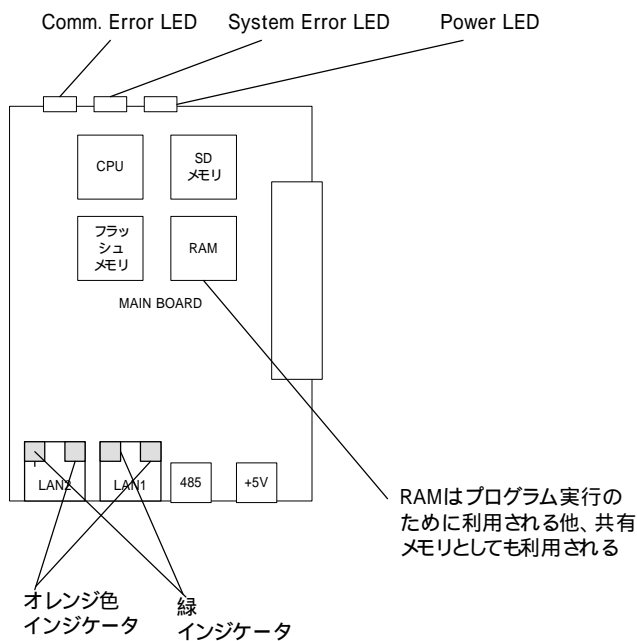 Comm. Error LED
System Error LED
Power LED
CPU
SD
メモリ
フラッ
シュ
メモリ
RAM
MAIN BOARD
LAN2
LAN1
485
+5V
RAMはプログラム実行の
ために利用される他、共有
メモリとしても利用される
オレンジ色
インジケータ
緑
インジケータ